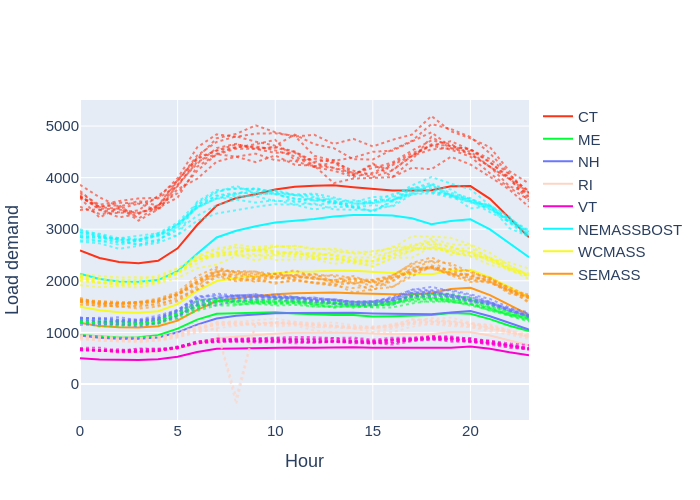 5000
4000
3000
2000
1000
0
0 5 10 15 20
Hour
Load demand
CT
ME
NH
RI
VT
NEMASSBOST
WCMASS
SEMASS